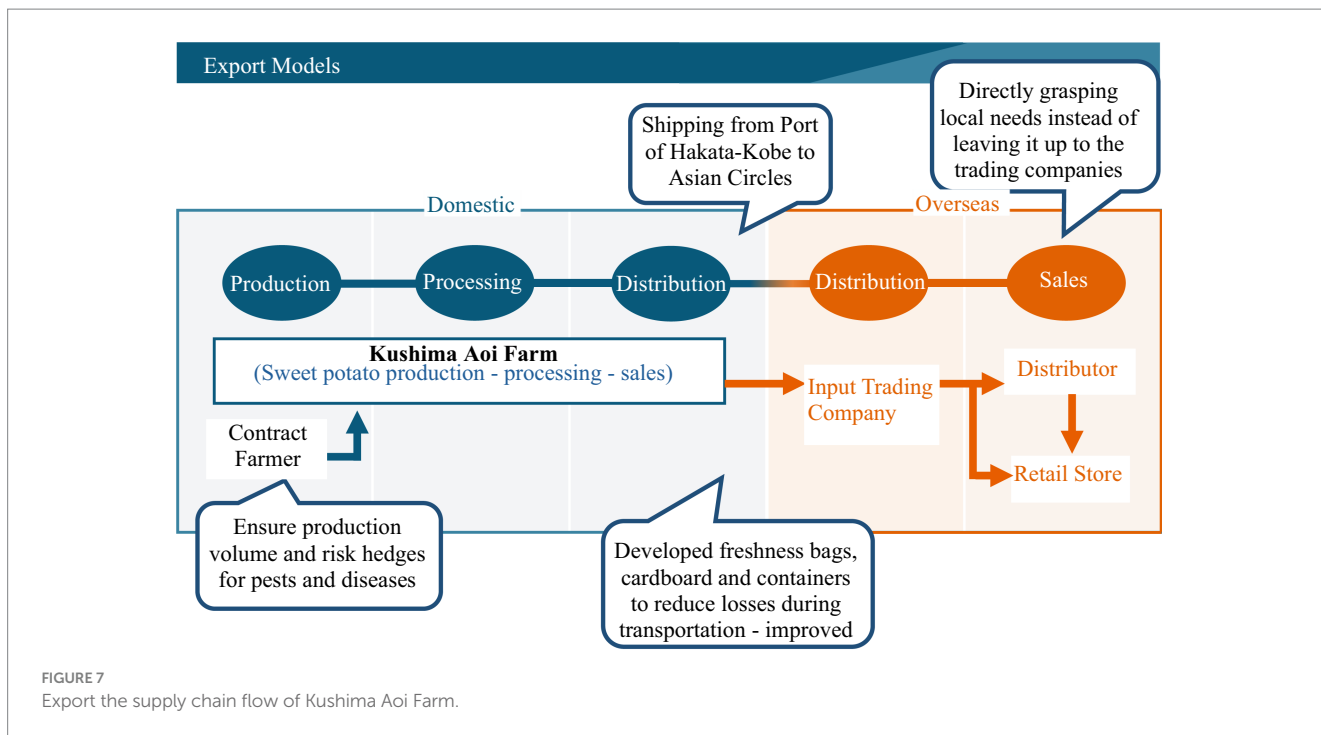 Export Models
Shipping from Port
of Hakata-Kobe to
Asian Circles
Directly grasping
local needs instead of
leaving it up to the
trading companies
Domestic
Overseas
Production
Processing
Distribution
Distribution
Sales
Kushima Aoi Farm
(Sweet potato production - processing - sales)
Contract
Farmer
Input Trading
Company
Distributor
Retail Store
Ensure production
volume and risk hedges
for pests and diseases
Developed freshness bags,
cardboard and containers
to reduce losses during
transportation - improved
FIGURE 7
Export the supply chain flow of Kushima Aoi Farm.